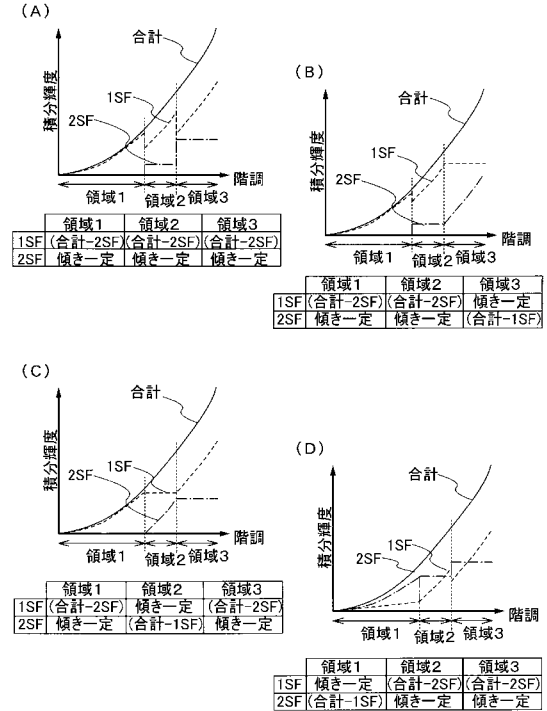 (A)
合計
1SF
2SF
積分輝度
階調
領域1 領域2 領域3
領域1 領域2 領域3
1SF (合計-2SF) (合計-2SF) (合計-2SF)
2SF 傾き一定 傾き一定 傾き一定
(B)
合計
1SF
2SF
積分輝度
階調
領域1 領域2 領域3
領域1 領域2 領域3
1SF (合計-2SF) (合計-2SF) 傾き一定
2SF 傾き一定 傾き一定 (合計-1SF)
(C)
合計
1SF
2SF
積分輝度
階調
領域1 領域2 領域3
領域1 領域2 領域3
1SF (合計-2SF) 傾き一定 (合計-2SF)
2SF 傾き一定 (合計-1SF) 傾き一定
(D)
合計
1SF
2SF
積分輝度
階調
領域1 領域2 領域3
領域1 領域2 領域3
1SF 傾き一定 (合計-2SF) (合計-2SF)
2SF (合計-1SF) 傾き一定 傾き一定